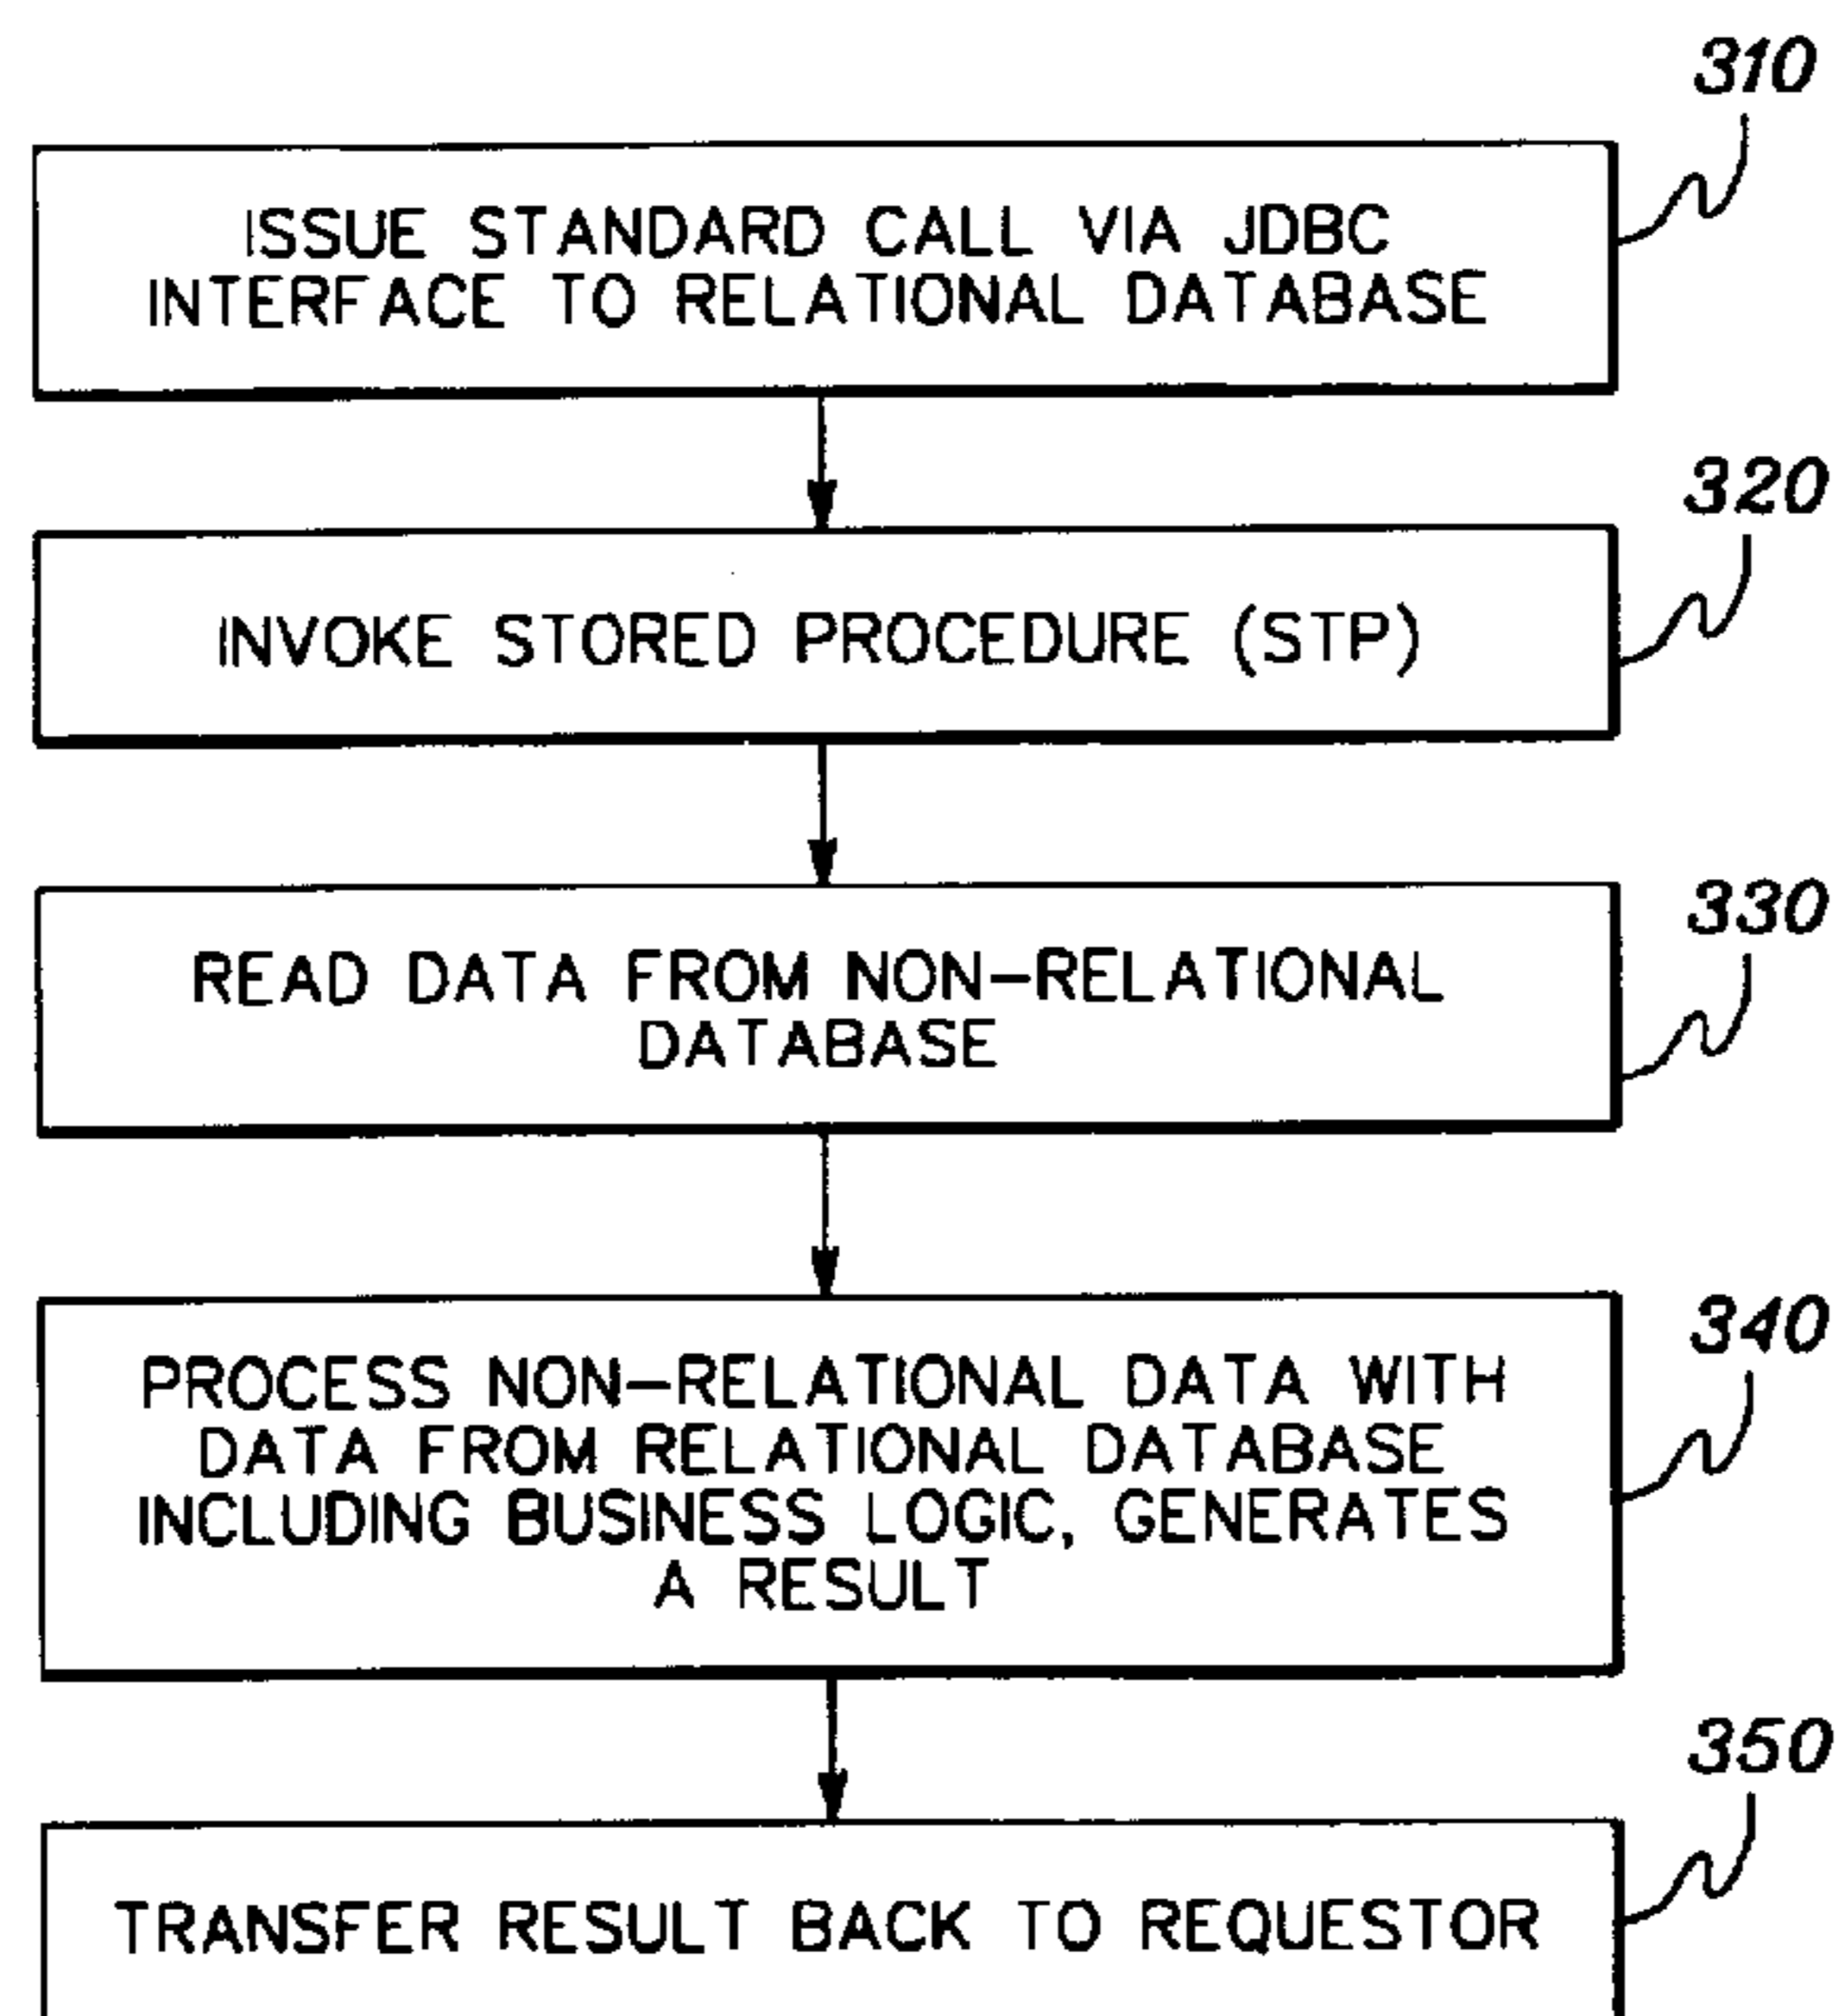 310
ISSUE STANDARD CALL VIA JDBC
INTERFACE TO RELATIONAL DATABASE
320
INVOKE STORED PROCEDURE (STP)
330
READ DATA FROM NON-RELATIONAL
DATABASE
340
PROCESS NON-RELATIONAL DATA WITH
DATA FROM RELATIONAL DATABASE
INCLUDING BUSINESS LOGIC, GENERATES
A RESULT
350
TRANSFER RESULT BACK TO REQUESTOR